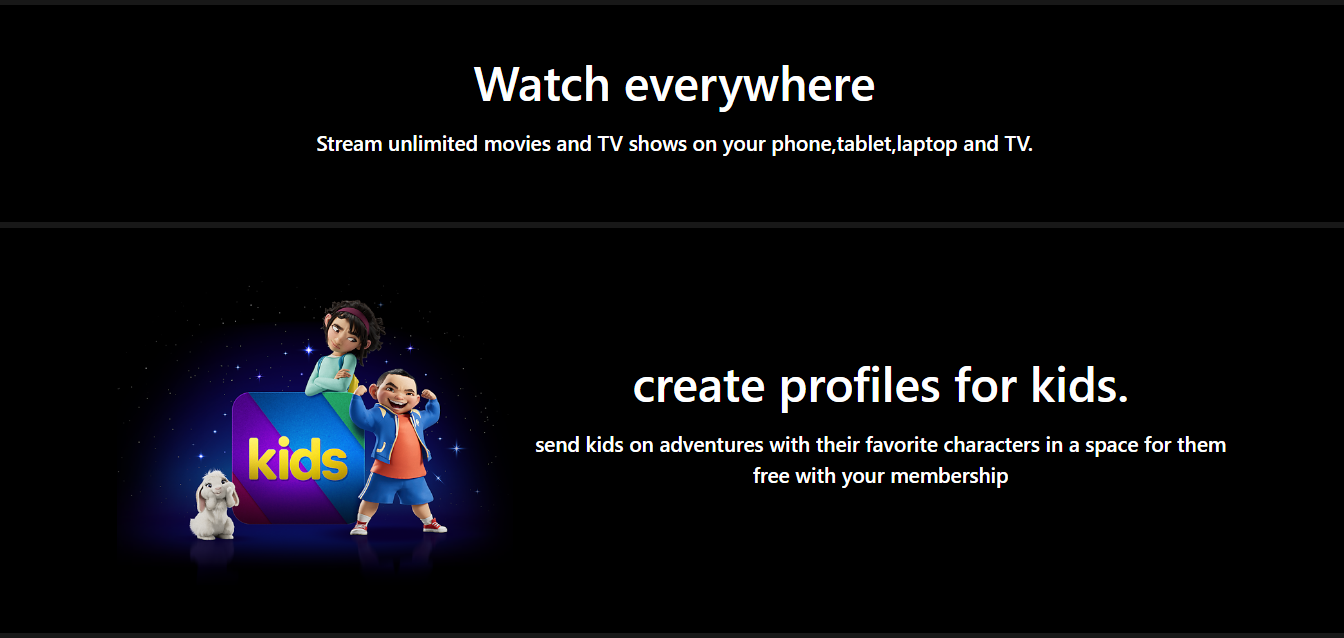 Watch everywhere
Stream unlimited movies and TV shows on your phone,tablet,laptop and TV.
kids
create profiles for kids.
send kids on adventures with their favorite characters in a space for them
free with your membership